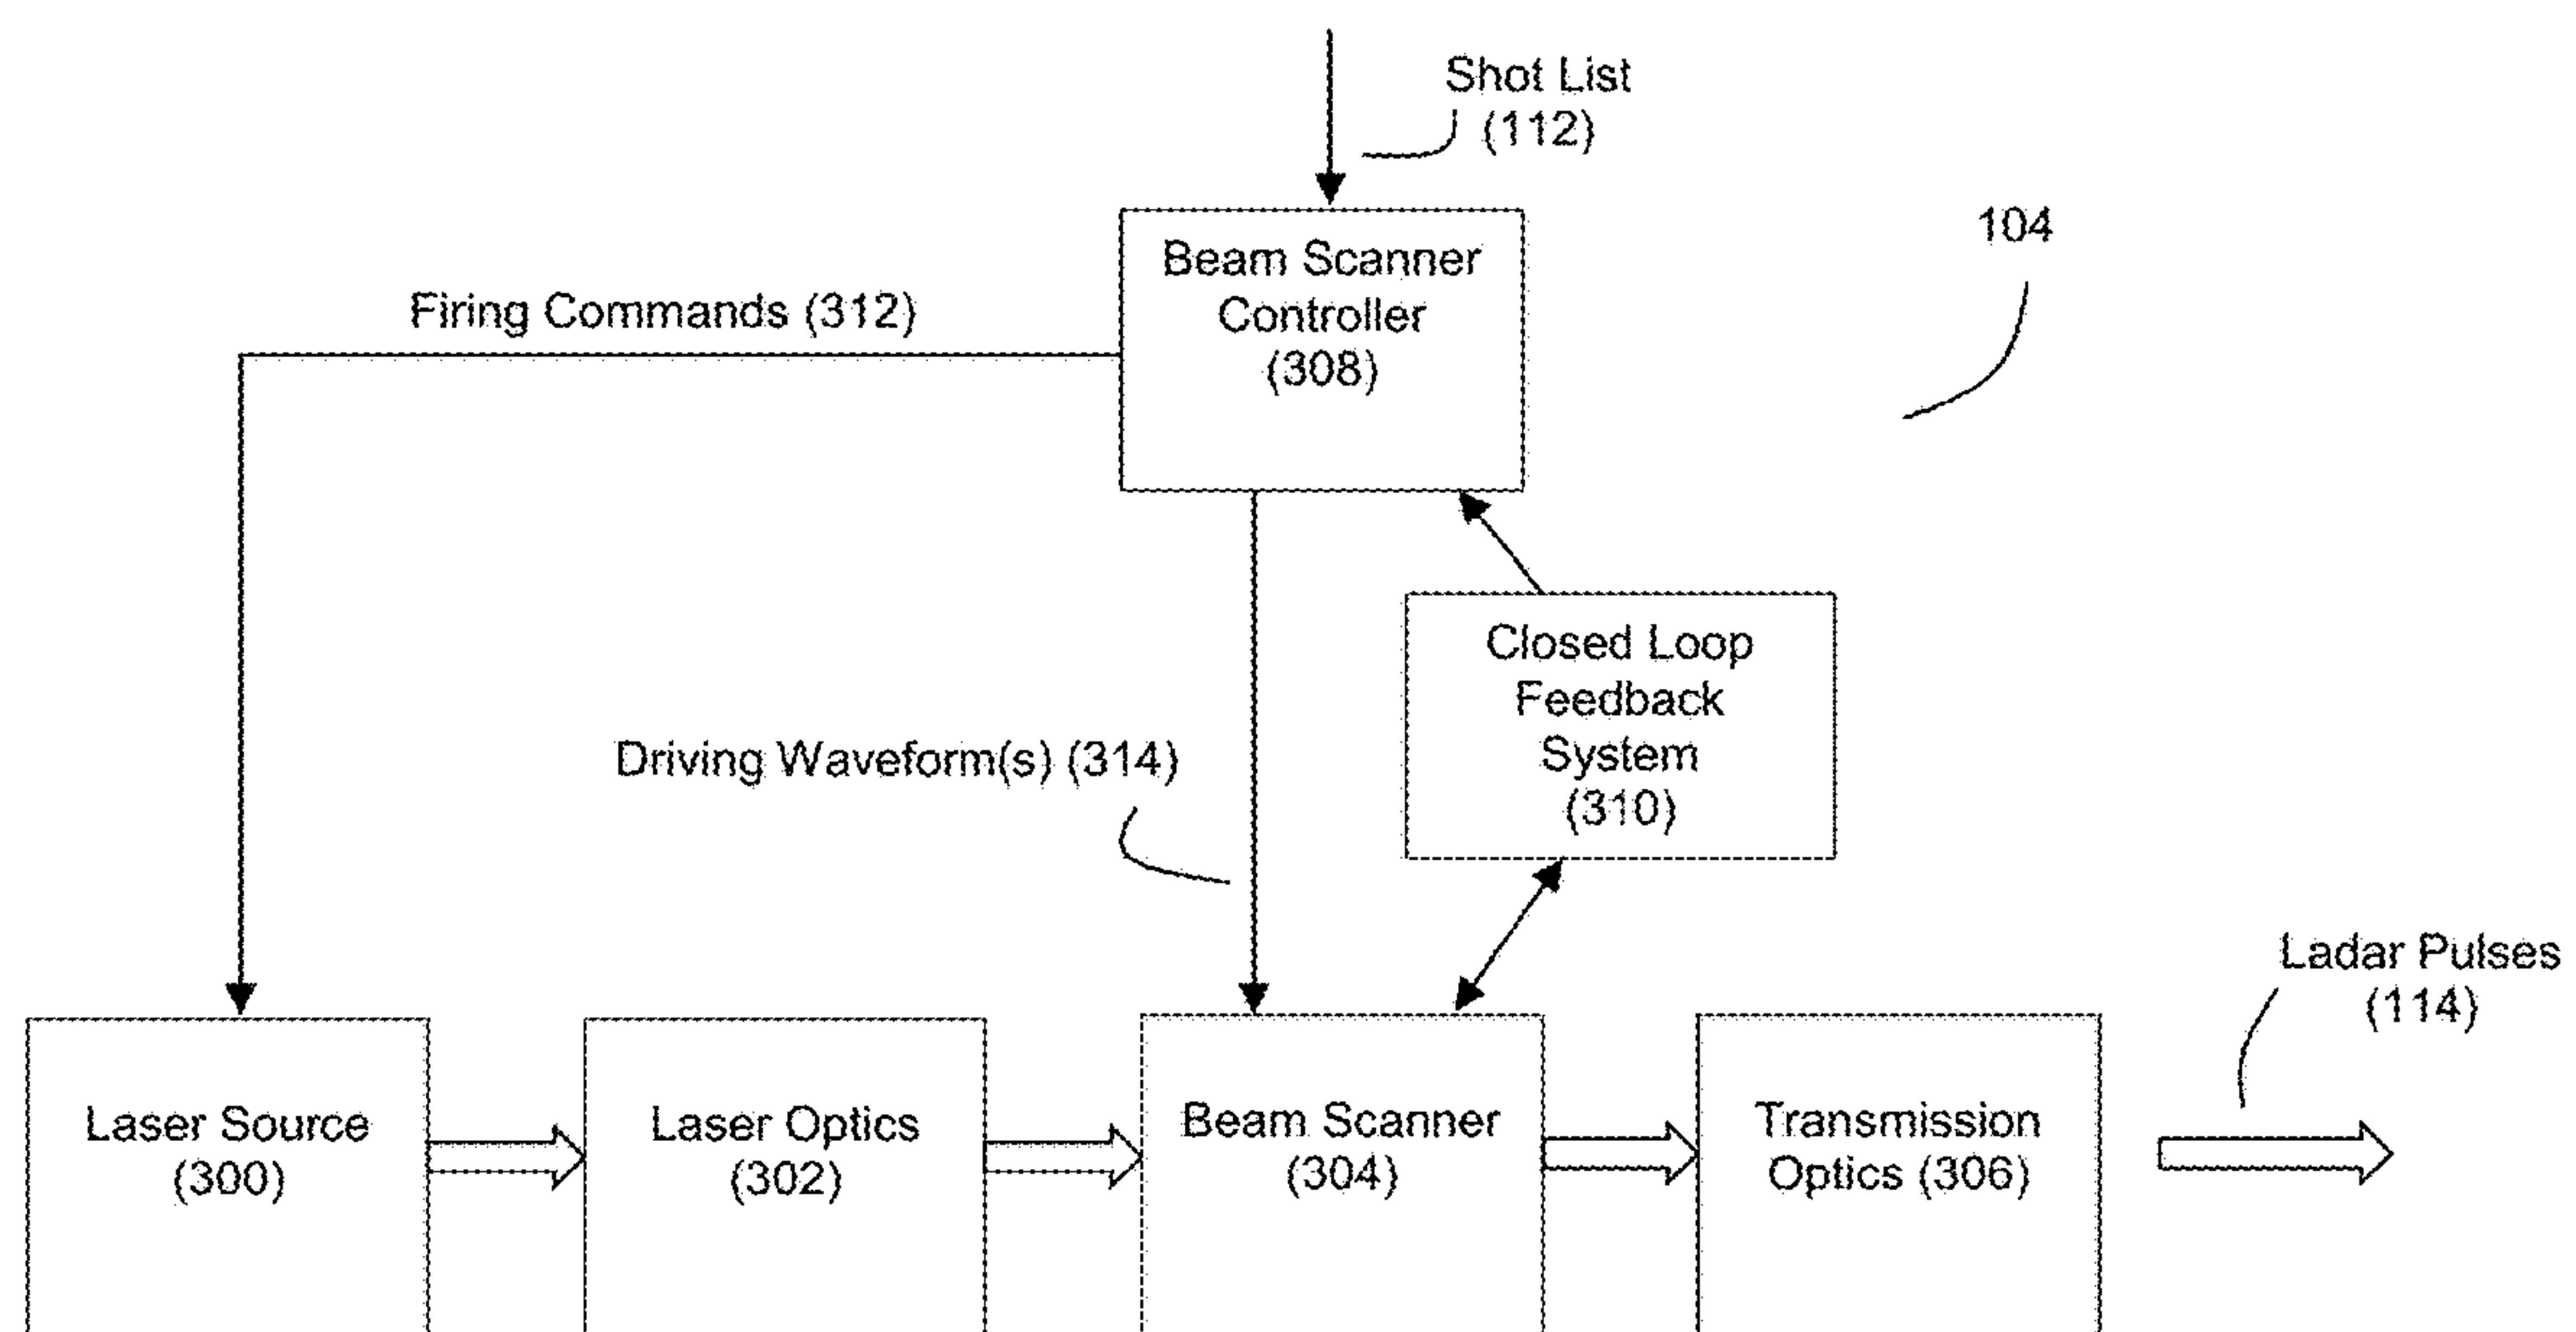 Shot List
(112)
104
Beam Scanner
Controller
(308)
Firing Commands (312)
Closed Loop
Feedback
System
(310)
Driving Waveform(s) (314)
Ladar Pulses
(114)
Laser Source
(300)
Laser Optics
(302)
Beam Scanner
(304)
Transmission
Optics (306)